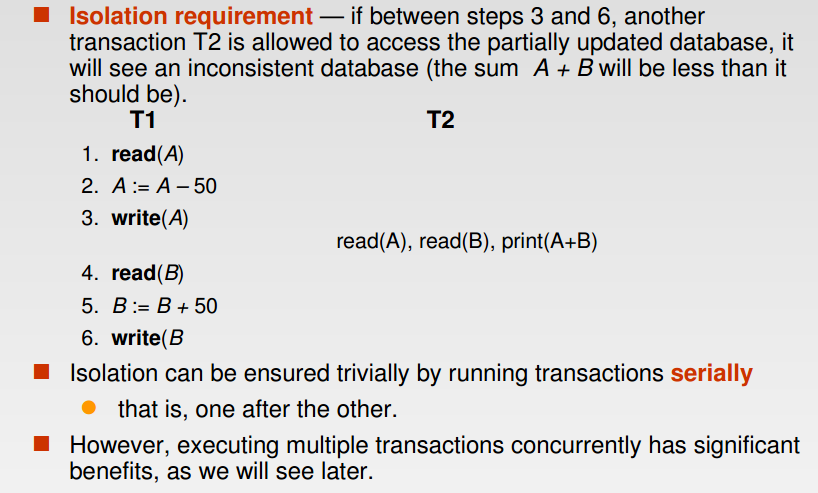 Isolation requirement — if between steps 3 and 6, another
transaction T2 is allowed to access the partially updated database, it
will see an inconsistent database (the sum A + B will be less than it
should be).
T1 T2
1. read(A)
2. A := A – 50
3. write(A)
read(A), read(B), print(A+B)
4. read(B)
5. B := B + 50
6. write(B
Isolation can be ensured trivially by running transactions serially
that is, one after the other.
However, executing multiple transactions concurrently has significant
benefits, as we will see later.